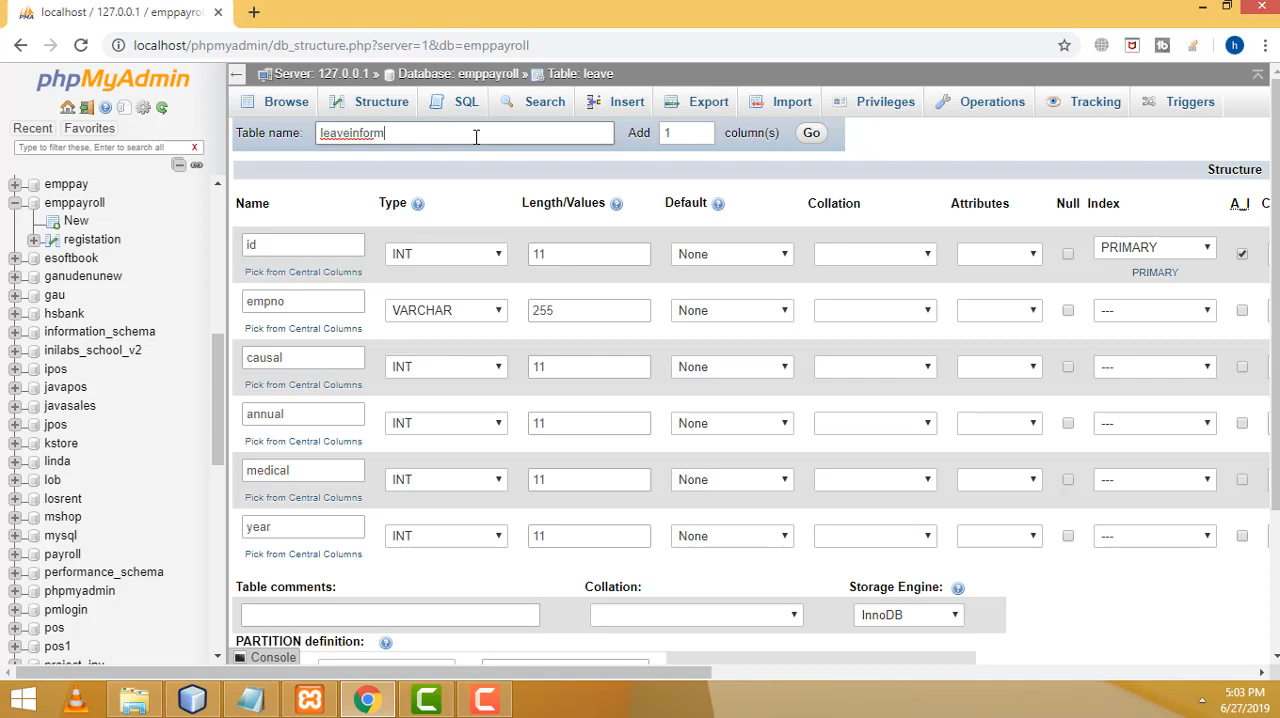 localhost / 127.0.0.1 / emppayro
localhost/phpmyadmin/db_structure.php?server=1&db=emppayroll
h
phpMyAdmin
Recent Favorites
Type to filter these. Enter to search all X
emppay
emppayroll
New
registation
esoftbook
ganudenunew
gau
hsbank
information_schema
inilabs_school_v2
ipos
javapos
javasales
jpos
kstore
linda
lob
losrent
mshop
mysql
payroll
performance_schema
phpmyadmin
pmlogin
pos
pos1
Server: 127.0.0.1 » Database: emppayroll » Table: leave
Browse Structure SQL Search Insert Export Import Privileges Operations Tracking Triggers
Table name: leaveinform Add 1 column(s) Go
Structure
Name Type Length/Values Default Collation Attributes Null Index A_I C
id INT 11 None PRIMARY
Pick from Central Columns PRIMARY
empno VARCHAR 255 None ---
Pick from Central Columns
causal INT 11 None ---
Pick from Central Columns
annual INT 11 None ---
Pick from Central Columns
medical INT 11 None ---
Pick from Central Columns
year INT 11 None ---
Pick from Central Columns
Table comments: Collation: Storage Engine:
InnoDB
PARTITION definition:
Console
5:03 PM
6/27/2019